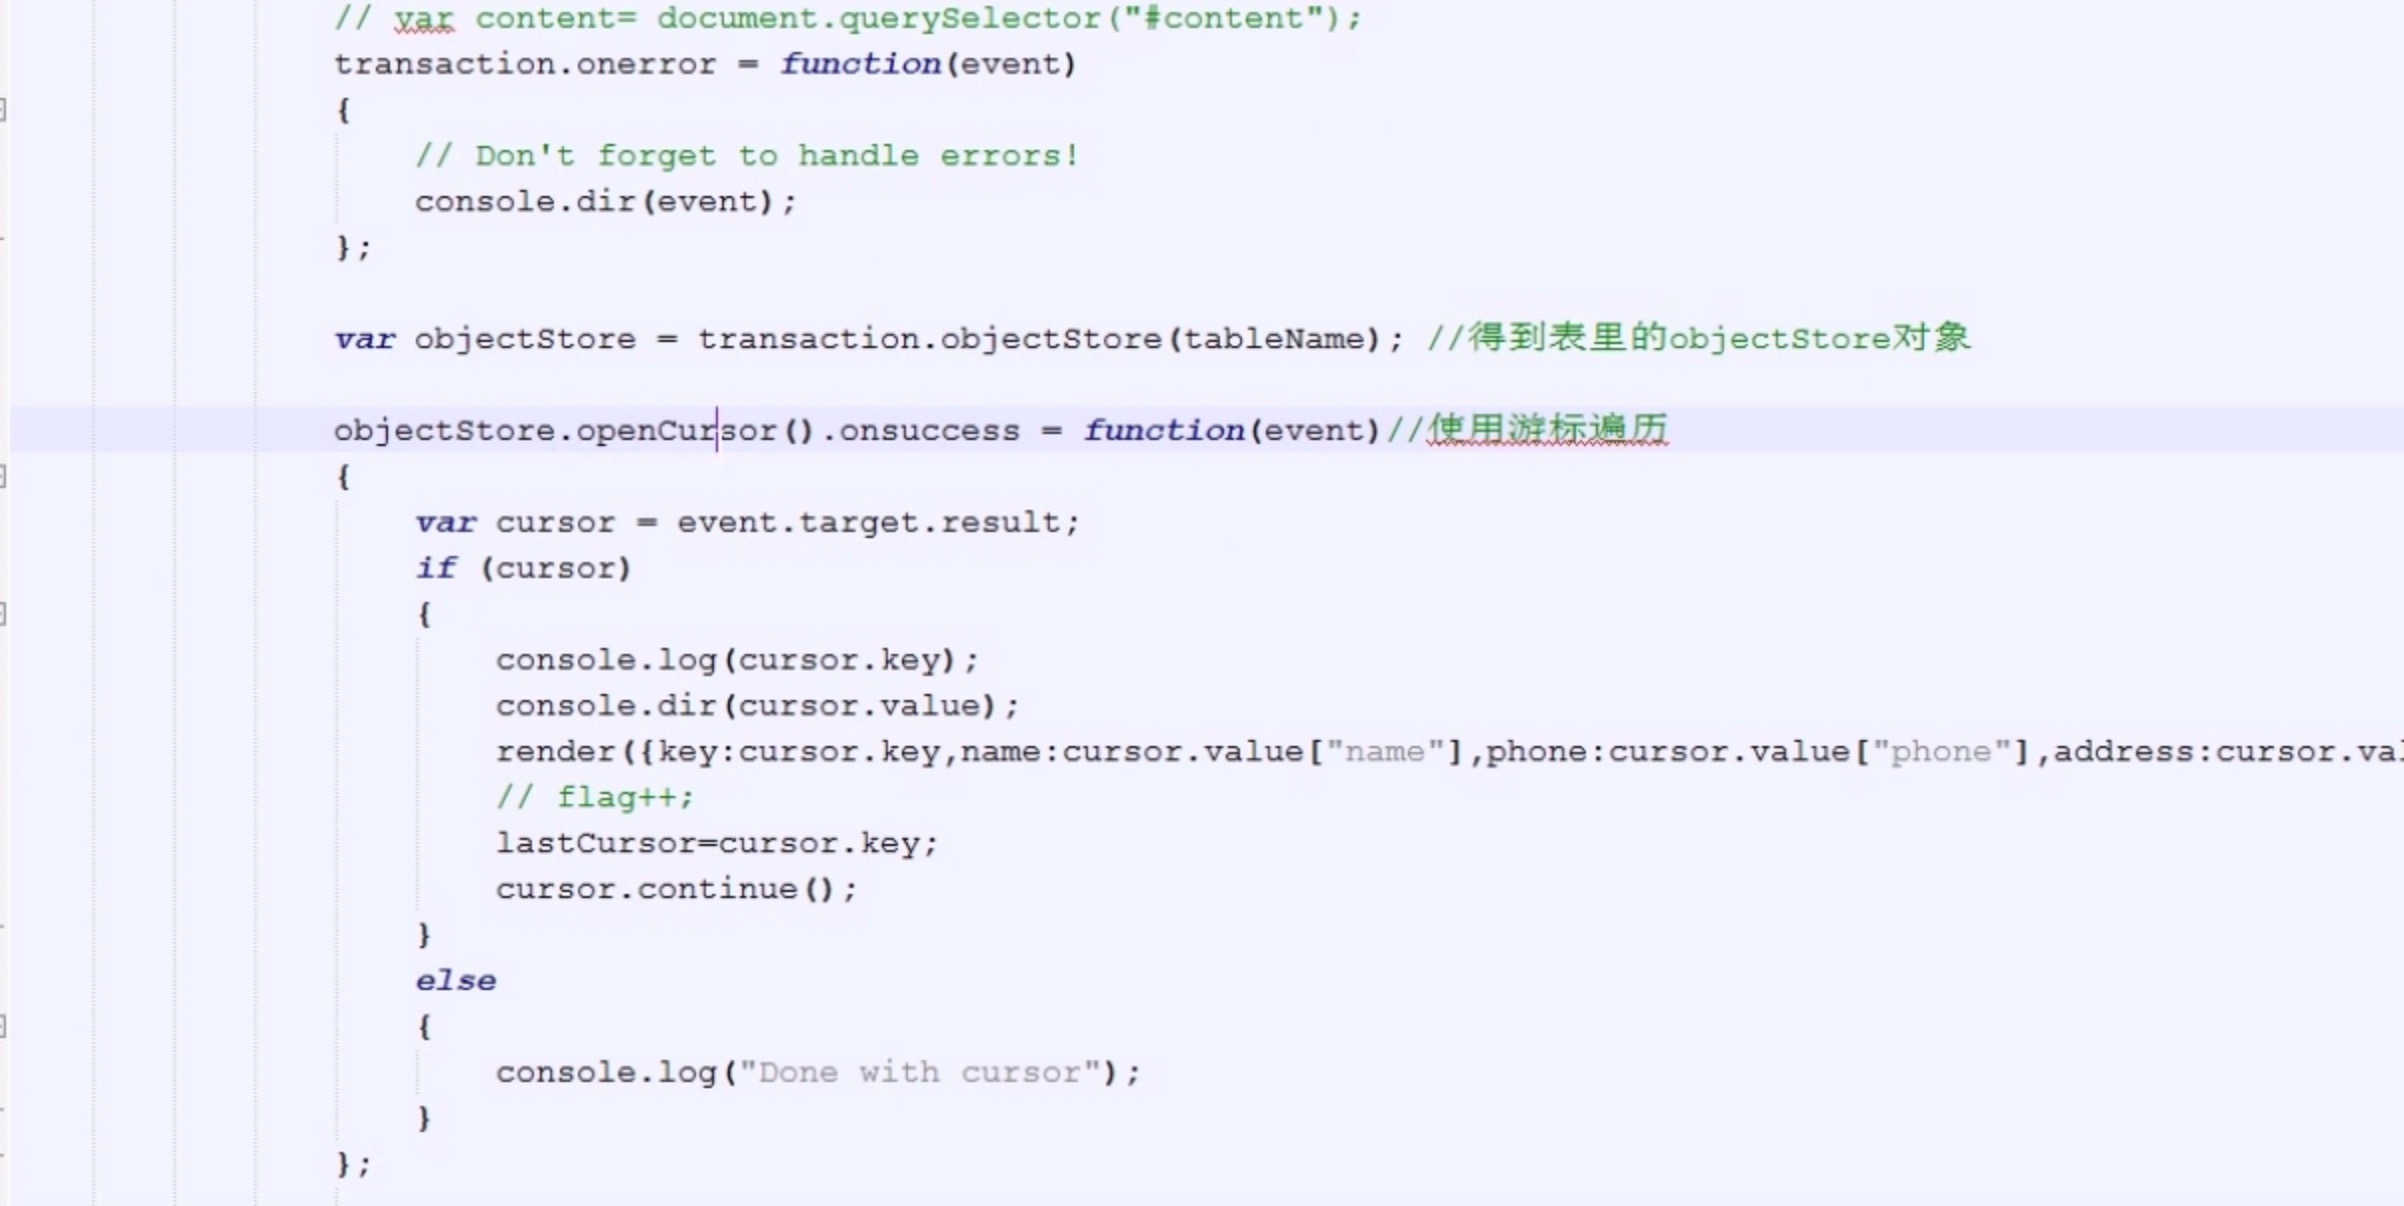 // var content= document.querySelector("#content");
transaction.onerror = function(event)
{
// Don't forget to handle errors!
console.dir(event);
};
var objectStore = transaction.objectStore(tableName); //得到表里的objectStore对象
objectStore.openCursor().onsuccess = function(event)//使用游标遍历
{
var cursor = event.target.result;
if (cursor)
{
console.log(cursor.key);
console.dir(cursor.value);
render({key:cursor.key,name:cursor.value["name"],phone:cursor.value["phone"],address:cursor.val
// flag++;
lastCursor=cursor.key;
cursor.continue();
}
else
{
console.log("Done with cursor");
}
};